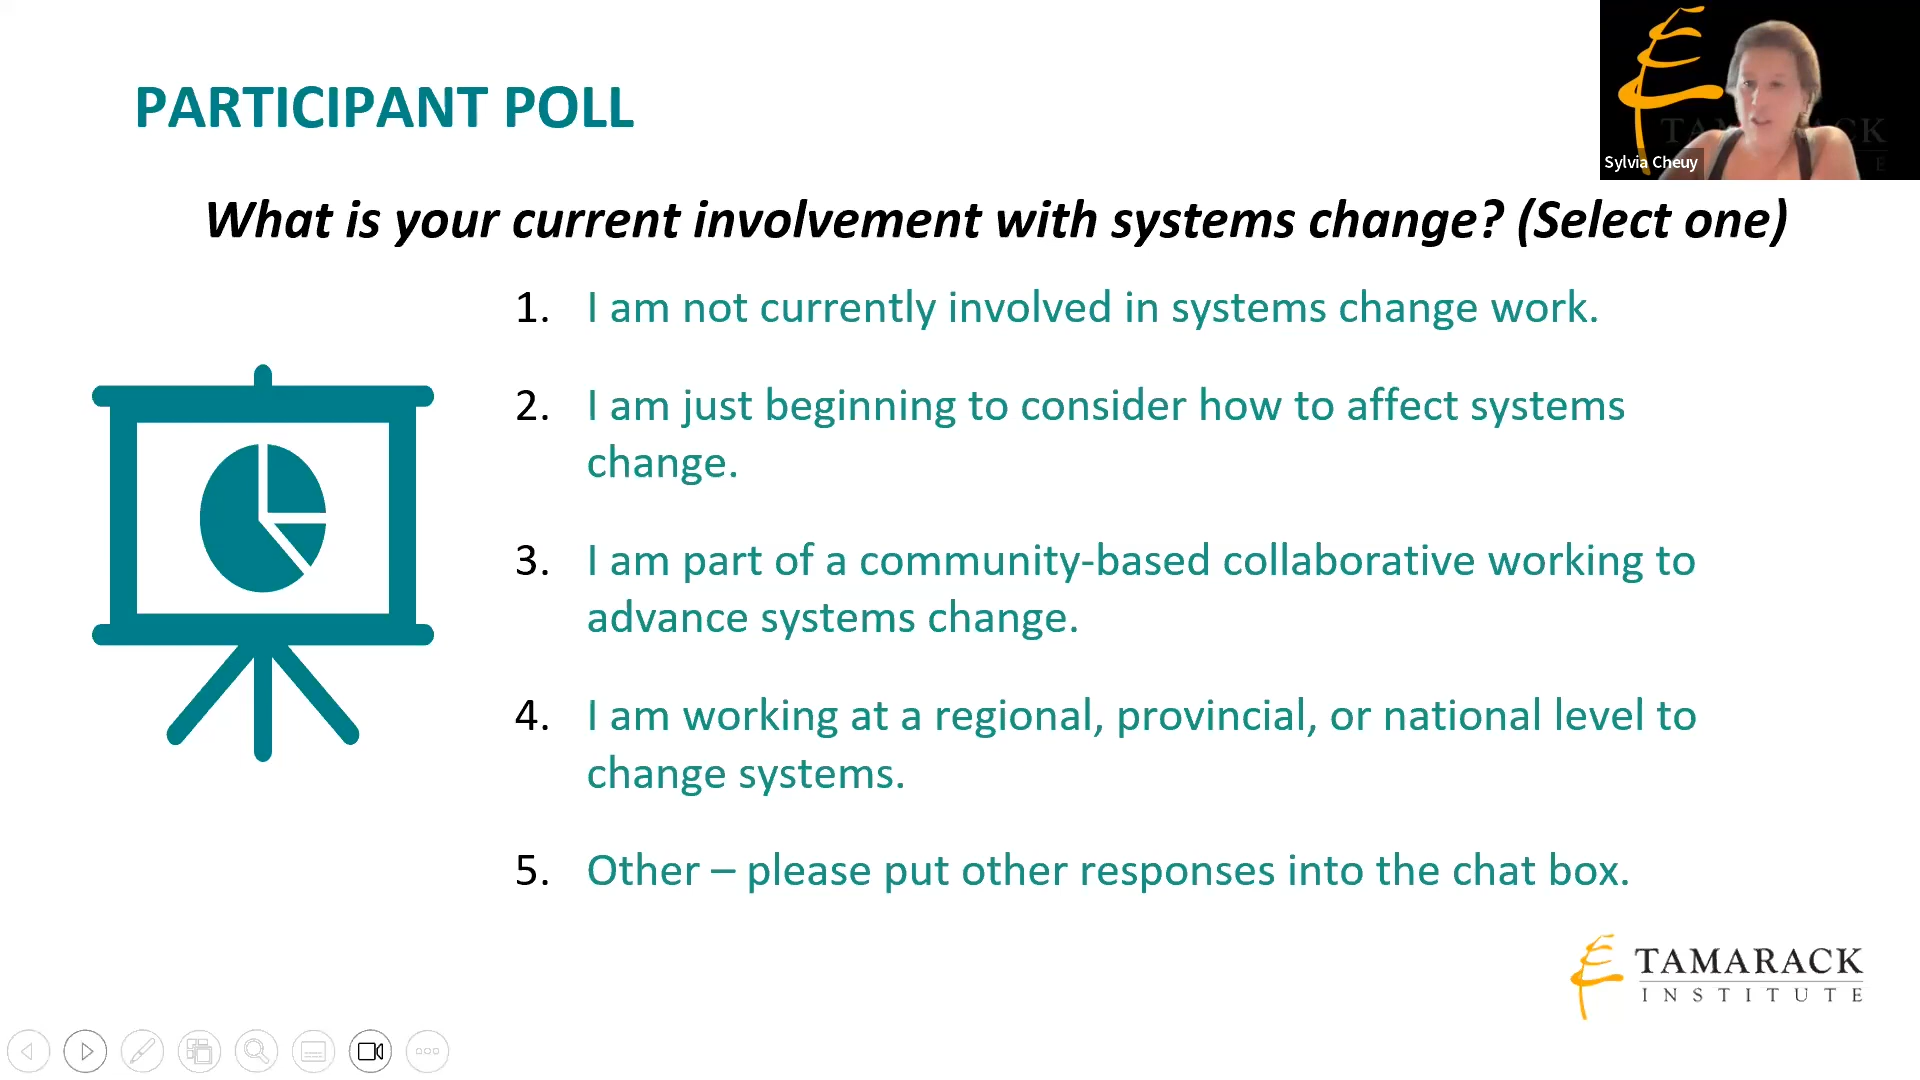 PARTICIPANT POLL
Sylvia Cheuy
What is your current involvement with systems change? (Select one)
1. I am not currently involved in systems change work.
2. I am just beginning to consider how to affect systems
change.
3. I am part of a community-based collaborative working to
advance systems change.
4. I am working at a regional, provincial, or national level to
change systems.
5. Other – please put other responses into the chat box.
TAMARACK
INSTITUTE